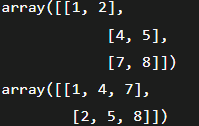 array([[1, 2],
[4, 5],
[7, 8]])
array([[1, 4, 7],
[2, 5, 8]])